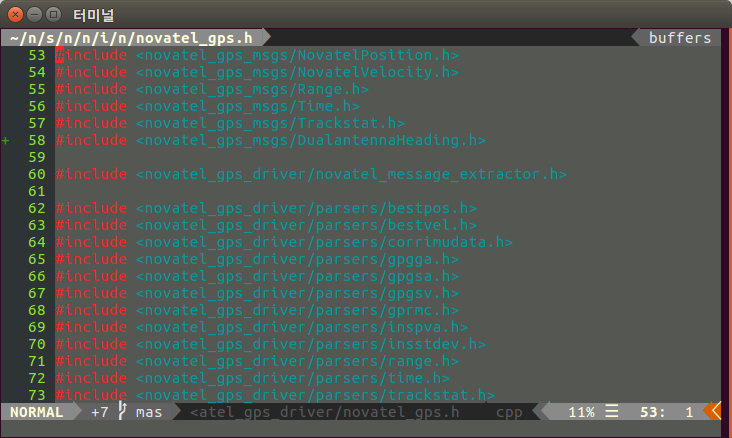 터미널
~/n/s/n/n/i/n/novatel_gps.h buffers
53 #include <novatel_gps_msgs/NovatelPosition.h>
54 #include <novatel_gps_msgs/NovatelVelocity.h>
55 #include <novatel_gps_msgs/Range.h>
56 #include <novatel_gps_msgs/Time.h>
57 #include <novatel_gps_msgs/Trackstat.h>
+ 58 #include <novatel_gps_msgs/DualantennaHeading.h>
59
60 #include <novatel_gps_driver/novatel_message_extractor.h>
61
62 #include <novatel_gps_driver/parsers/bestpos.h>
63 #include <novatel_gps_driver/parsers/bestvel.h>
64 #include <novatel_gps_driver/parsers/corrimudata.h>
65 #include <novatel_gps_driver/parsers/gpgga.h>
66 #include <novatel_gps_driver/parsers/gpgsa.h>
67 #include <novatel_gps_driver/parsers/gpgsv.h>
68 #include <novatel_gps_driver/parsers/gprmc.h>
69 #include <novatel_gps_driver/parsers/inspva.h>
70 #include <novatel_gps_driver/parsers/insstdev.h>
71 #include <novatel_gps_driver/parsers/range.h>
72 #include <novatel_gps_driver/parsers/time.h>
73 #include <novatel_gps_driver/parsers/trackstat.h>
NORMAL +7 mas <atel_gps_driver/novatel_gps.h cpp 11% ☰ 53: 1